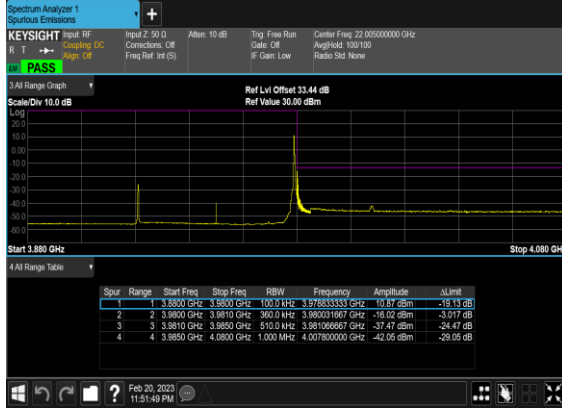 Spectrum Analyzer 1
Spurious Emissions
+
KEYSIGHT Input: RF Input Z: 50 Ω Atten: 10 dB Trig: Free Run Center Freq: 22.005000000 GHz
R T Coupling: DC Corrections: Off Gate: Off Avg|Hold: 100/100
Align: Off Freq Ref: Int (S) IF Gain: Low Radio Std: None
PASS
3 All Range Graph Ref Lvl Offset 33.44 dB
Scale/Div 10.0 dB Ref Value 30.00 dBm
Log
20.0
10.0
0.00
-10.0
-20.0
-30.0
-40.0
-50.0
-60.0
Start 3.880 GHz Stop 4.080 GH
4 All Range Table
Spur Range Start Freq Stop Freq RBW Frequency Amplitude ΔLimit
1 1 3.8800 GHz 3.9800 GHz 100.0 kHz 3.978833333 GHz 10.87 dBm -19.13 dB
2 2 3.9800 GHz 3.9810 GHz 360.0 kHz 3.980031667 GHz -16.02 dBm -3.017 dB
3 3 3.9810 GHz 3.9850 GHz 510.0 kHz 3.981066667 GHz -37.47 dBm -24.47 dB
4 4 3.9850 GHz 4.0800 GHz 1.000 MHz 4.007800000 GHz -42.05 dBm -29.05 dB
? Feb 20, 2023
11:51:49 PM